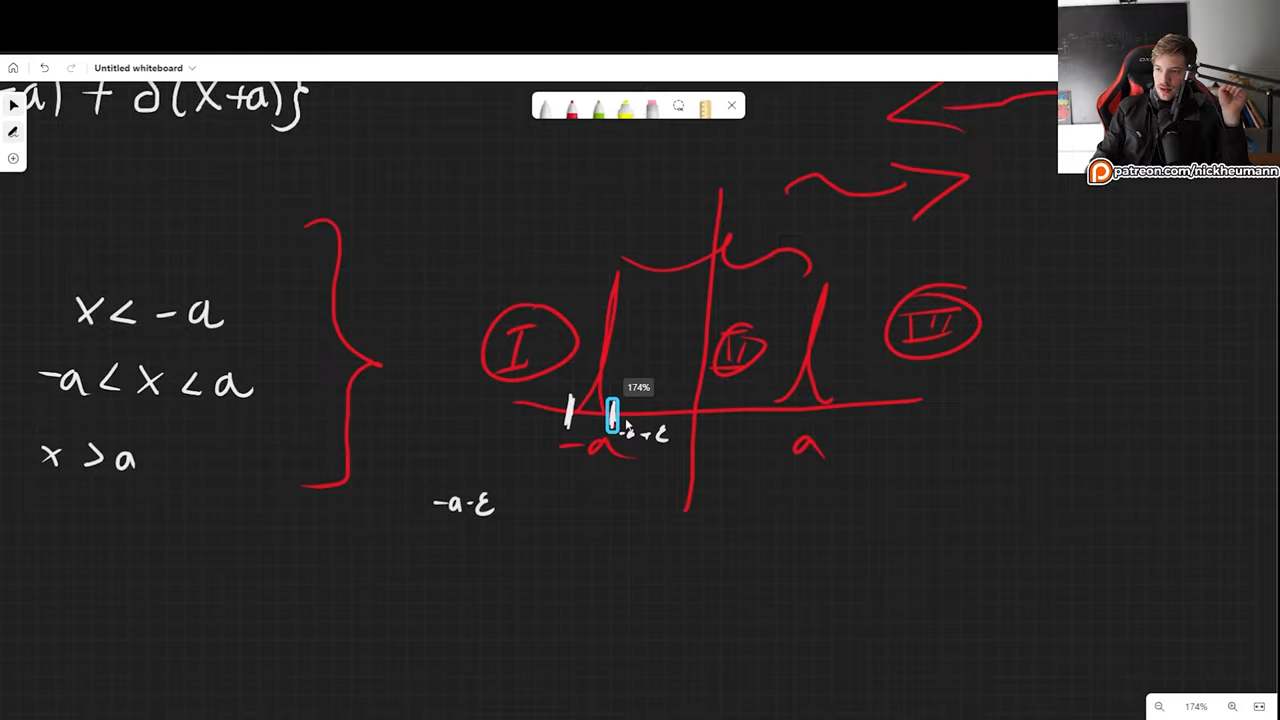 Untitled whiteboard
-a) + ∂(x+a)}
patreon.com/nickheumann
x < -a
I
II
III
-a < x < a
174%
-a + ε
-a
a
x > a
-a-ε
174%